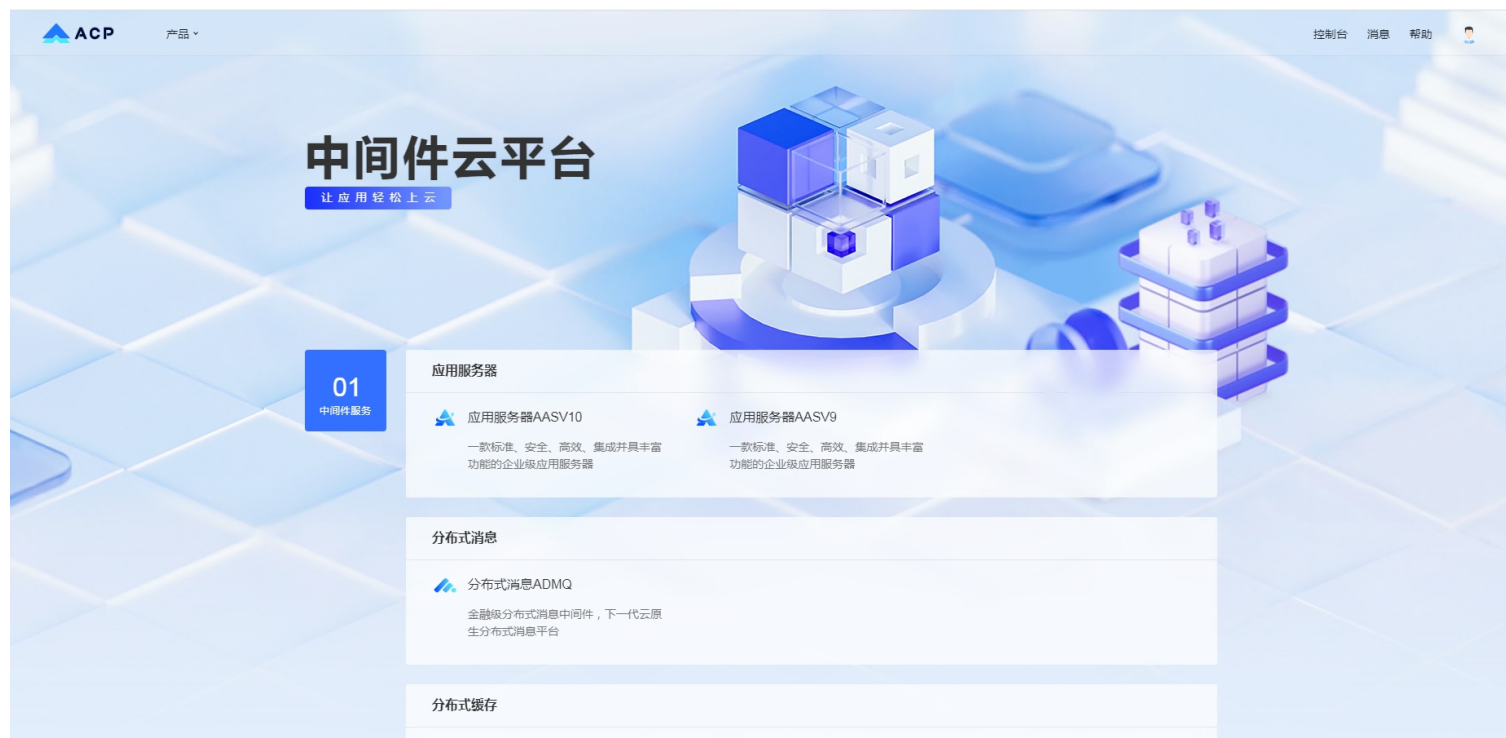 ACP 产品 控制台 消息 帮助
中间件云平台
让应用轻松上云
01
中间件服务
应用服务器
应用服务器AASV10
一款标准、安全、高效、集成并具丰富
功能的企业级应用服务器
应用服务器AASV9
一款标准、安全、高效、集成并具丰富
功能的企业级应用服务器
分布式消息
分布式消息ADMQ
金融级分布式消息中间件，下一代云原
生分布式消息平台
分布式缓存